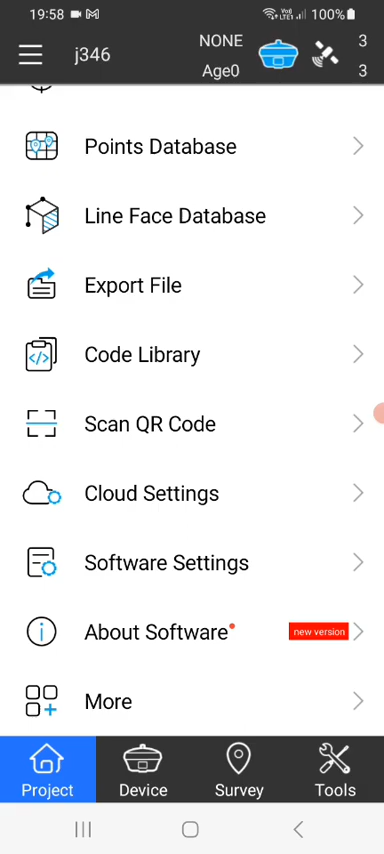 19:58 100%
NONE 3
j346
Age0 3
Points Database
Line Face Database
Export File
Code Library
Scan QR Code
Cloud Settings
Software Settings
About Software new version
More
Project Device Survey Tools